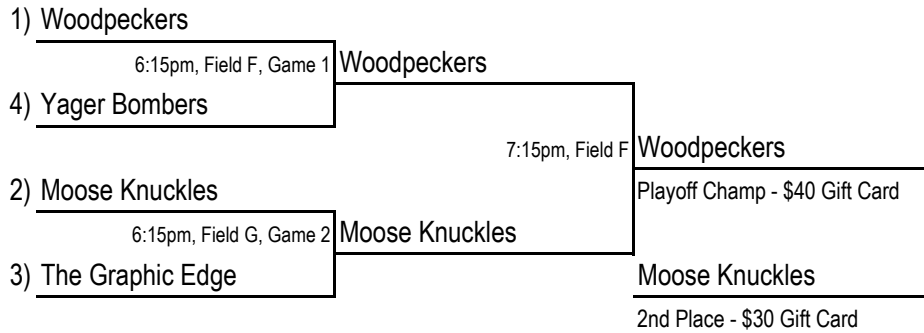 1) Woodpeckers
6:15pm, Field F, Game 1
Woodpeckers
4) Yager Bombers
7:15pm, Field F
Woodpeckers
Playoff Champ - $40 Gift Card
2) Moose Knuckles
6:15pm, Field G, Game 2
Moose Knuckles
3) The Graphic Edge
Moose Knuckles
2nd Place - $30 Gift Card